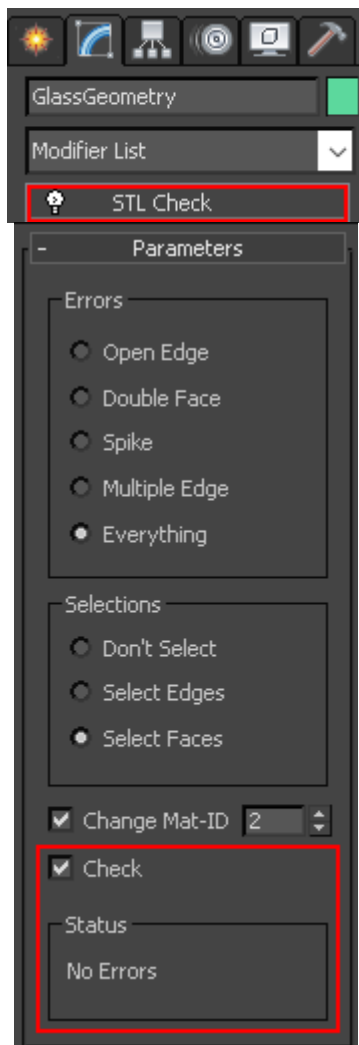 GlassGeometry
Modifier List
STL Check
- Parameters
Errors
Open Edge
Double Face
Spike
Multiple Edge
Everything
Selections
Don't Select
Select Edges
Select Faces
Change Mat-ID 2
Check
Status
No Errors